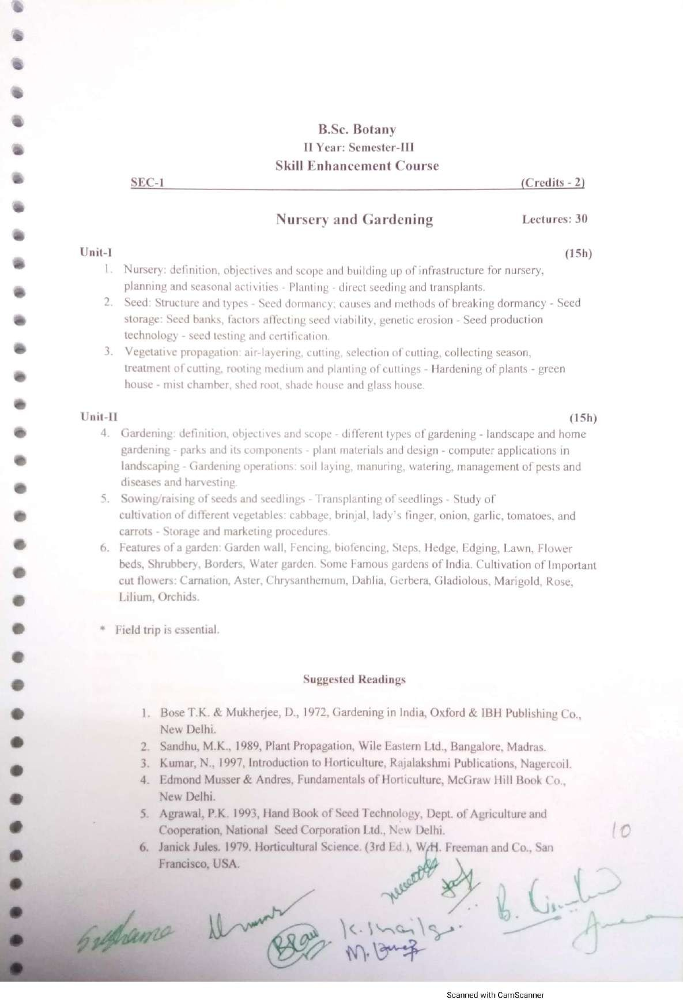 B.Sc. Botany
II Year: Semester-III
Skill Enhancement Course
SEC-1 (Credits - 2)
Nursery and Gardening Lectures: 30
Unit-I (15h)
1. Nursery: definition, objectives and scope and building up of infrastructure for nursery,
planning and seasonal activities - Planting - direct seeding and transplants.
2. Seed: Structure and types - Seed dormancy; causes and methods of breaking dormancy - Seed
storage: Seed banks, factors affecting seed viability, genetic erosion - Seed production
technology - seed testing and certification.
3. Vegetative propagation: air-layering, cutting, selection of cutting, collecting season,
treatment of cutting, rooting medium and planting of cuttings - Hardening of plants - green
house - mist chamber, shed root, shade house and glass house.
Unit-II (15h)
4. Gardening: definition, objectives and scope - different types of gardening - landscape and home
gardening - parks and its components - plant materials and design - computer applications in
landscaping - Gardening operations: soil laying, manuring, watering, management of pests and
diseases and harvesting.
5. Sowing/raising of seeds and seedlings - Transplanting of seedlings - Study of
cultivation of different vegetables: cabbage, brinjal, lady's finger, onion, garlic, tomatoes, and
carrots - Storage and marketing procedures.
6. Features of a garden: Garden wall, Fencing, biofencing, Steps, Hedge, Edging, Lawn, Flower
beds, Shrubbery, Borders, Water garden. Some Famous gardens of India. Cultivation of Important
cut flowers: Carnation, Aster, Chrysanthemum, Dahlia, Gerbera, Gladiolous, Marigold, Rose,
Lilium, Orchids.
* Field trip is essential.
Suggested Readings
1. Bose T.K. & Mukherjee, D., 1972, Gardening in India, Oxford & IBH Publishing Co.,
New Delhi.
2. Sandhu, M.K., 1989, Plant Propagation, Wile Eastern Ltd., Bangalore, Madras.
3. Kumar, N., 1997, Introduction to Horticulture, Rajalakshmi Publications, Nagercoil.
4. Edmond Musser & Andres, Fundamentals of Horticulture, McGraw Hill Book Co.,
New Delhi.
5. Agrawal, P.K. 1993, Hand Book of Seed Technology, Dept. of Agriculture and
Cooperation, National Seed Corporation Ltd., New Delhi.
10
6. Janick Jules. 1979. Horticultural Science. (3rd Ed.), W.H. Freeman and Co., San
Francisco, USA.
Scanned with CamScanner